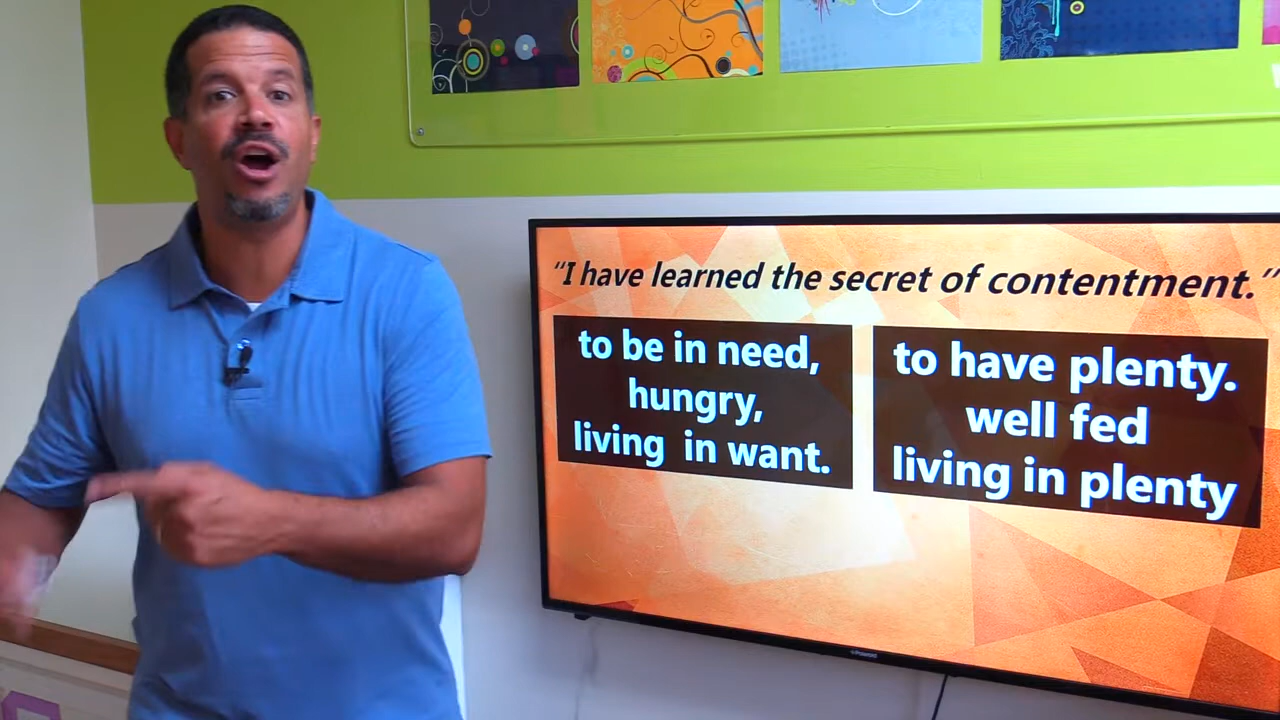 “I have learned the secret of contentment.”
to be in need,
hungry,
living in want.
to have plenty.
well fed
living in plenty
Polaroid